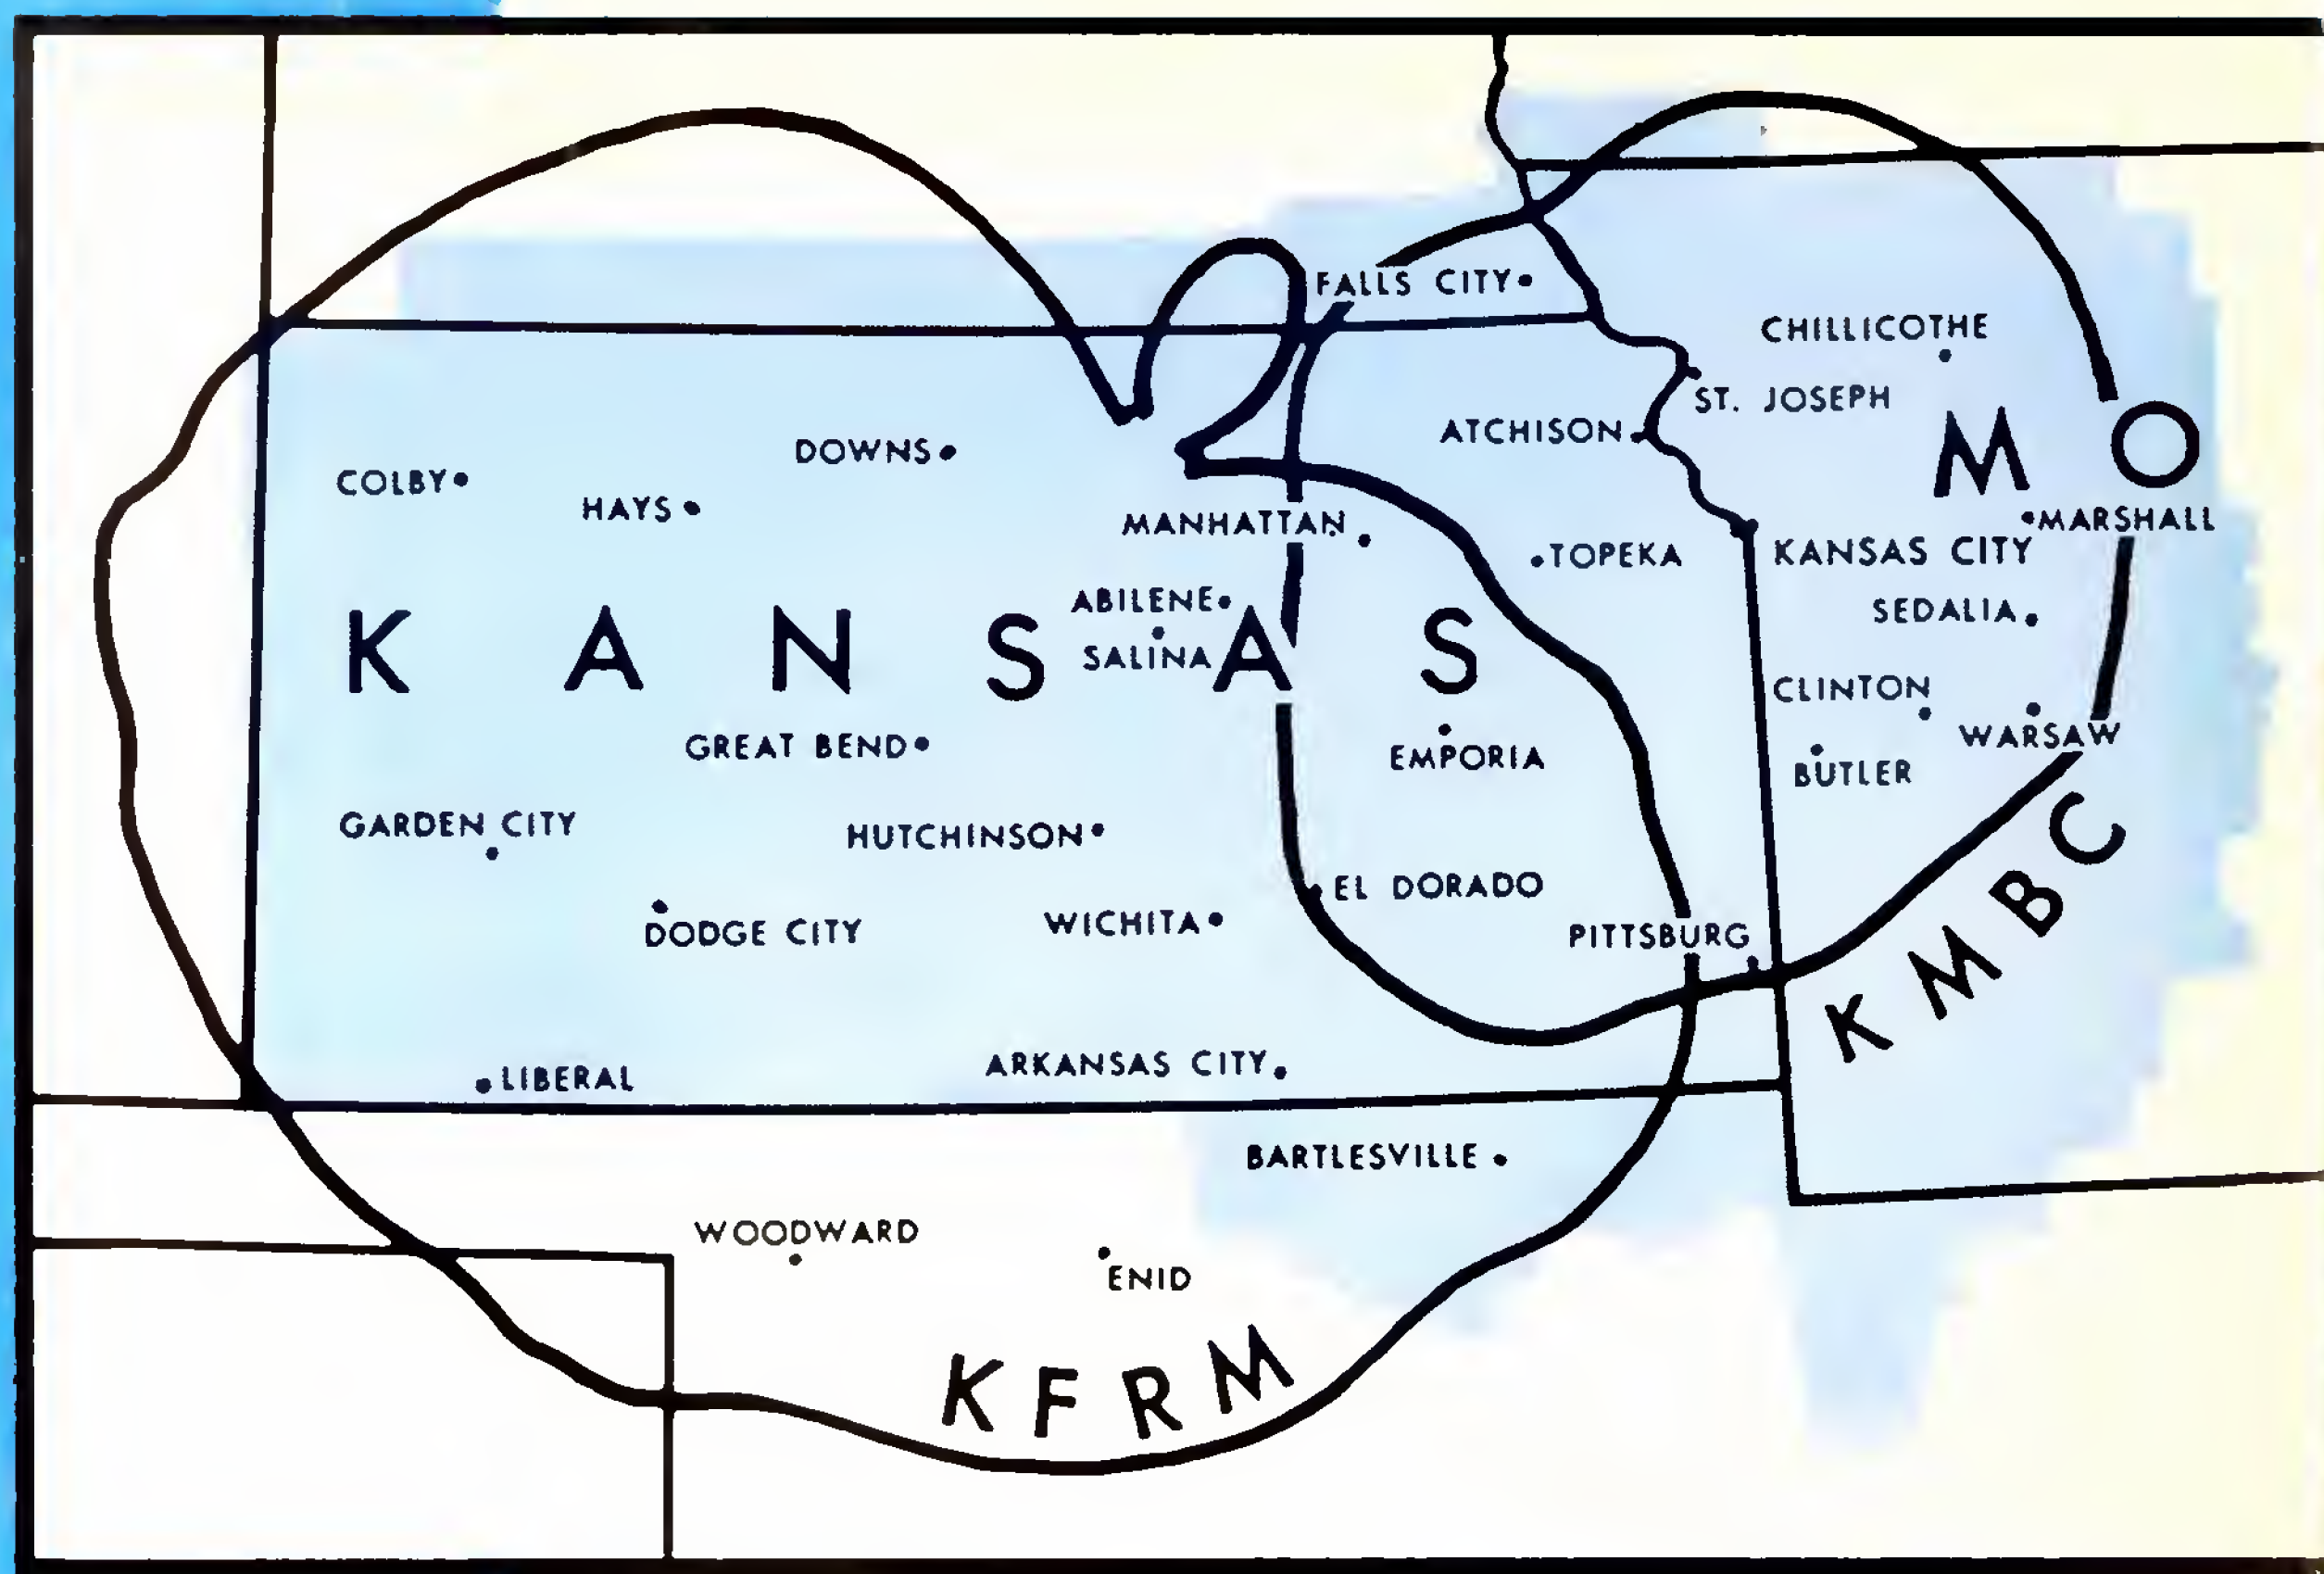 FALLS CITY
CHILLICOTHE
ST. JOSEPH
ATCHISON
DOWNS
COLBY
HAYS
M O
MANHATTAN
MARSHALL
TOPEKA
KANSAS CITY
ABILENE
SEDALIA
K A N S A S
SALINA
CLINTON
WARSAW
GREAT BEND
EMPORIA
BUTLER
GARDEN CITY
HUTCHINSON
EL DORADO
DODGE CITY
WICHITA
PITTSBURG
KMBC
ARKANSAS CITY
LIBERAL
BARTLESVILLE
WOODWARD
ENID
KFRM